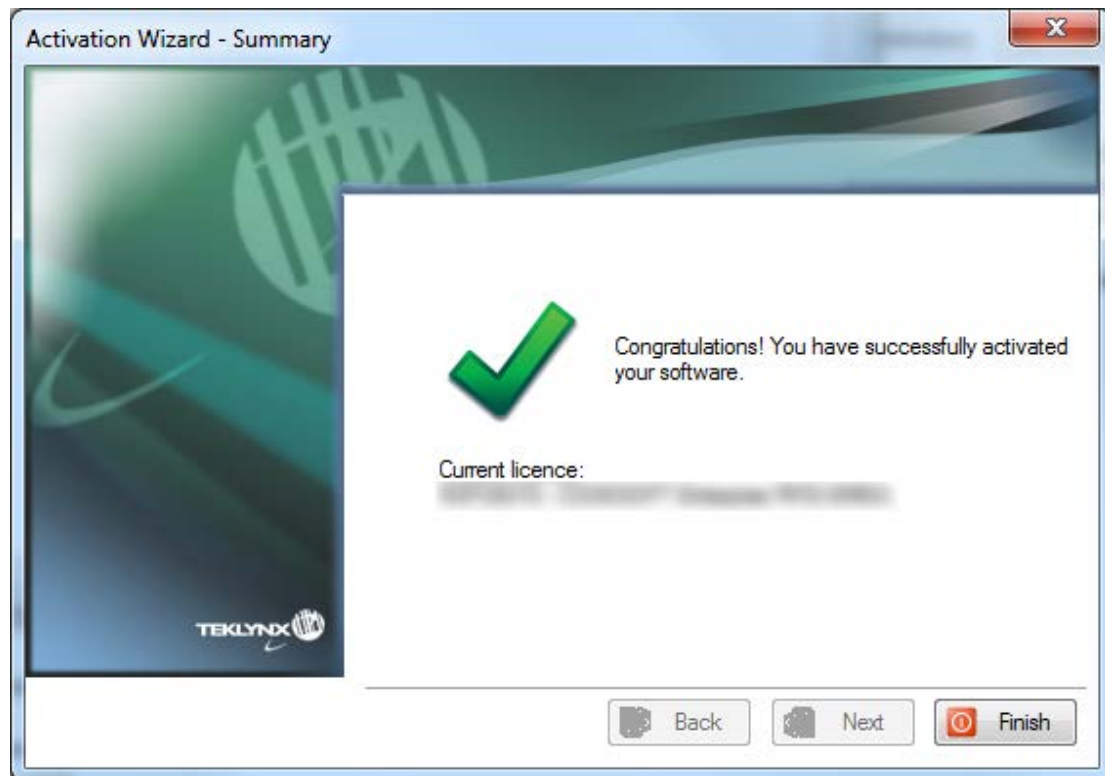 Activation Wizard - Summary
Congratulations! You have successfully activated
your software.
Current licence:
TEKLYNX
Back
Next
Finish